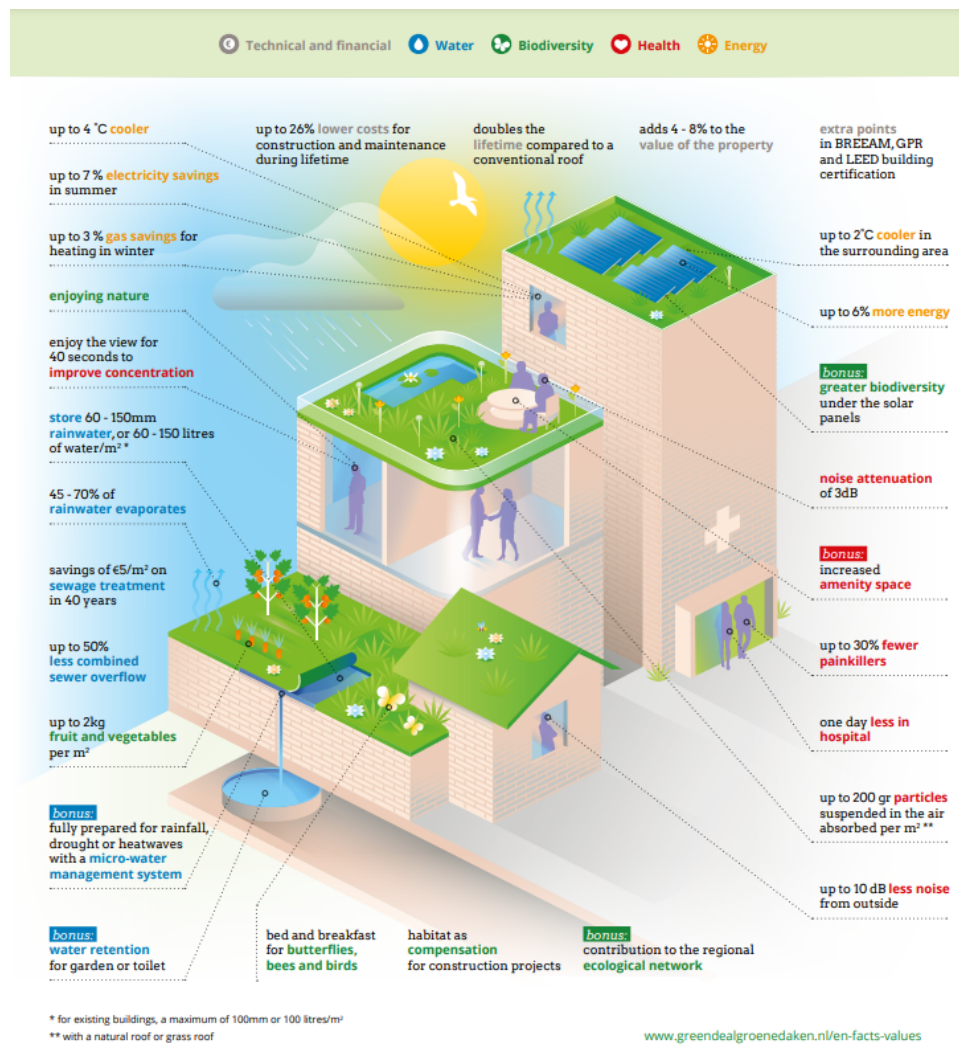 Technical and financial
Water
Biodiversity
Health
Energy
up to 4 °C cooler
up to 7 % electricity savings
in summer
up to 3 % gas savings for
heating in winter
enjoying nature
enjoy the view for
40 seconds to
improve concentration
store 60 - 150mm
rainwater, or 60 - 150 litres
of water/m² *
45 - 70% of
rainwater evaporates
savings of €5/m² on
sewage treatment
in 40 years
up to 50%
less combined
sewer overflow
up to 2kg
fruit and vegetables
per m²
bonus:
fully prepared for rainfall,
drought or heatwaves
with a micro-water
management system
bonus:
water retention
for garden or toilet
up to 26% lower costs for
construction and maintenance
during lifetime
doubles the
lifetime compared to a
conventional roof
adds 4 - 8% to the
value of the property
extra points
in BREEAM, GPR
and LEED building
certification
up to 2°C cooler in
the surrounding area
up to 6% more energy
bonus:
greater biodiversity
under the solar
panels
noise attenuation
of 3dB
bonus:
increased
amenity space
up to 30% fewer
painkillers
one day less in
hospital
up to 200 gr particles
suspended in the air
absorbed per m² **
up to 10 dB less noise
from outside
bed and breakfast
for butterflies,
bees and birds
habitat as
compensation
for construction projects
bonus:
contribution to the regional
ecological network
* for existing buildings, a maximum of 100mm or 100 litres/m²
** with a natural roof or grass roof
www.greendealgroenedaken.nl/en-facts-values